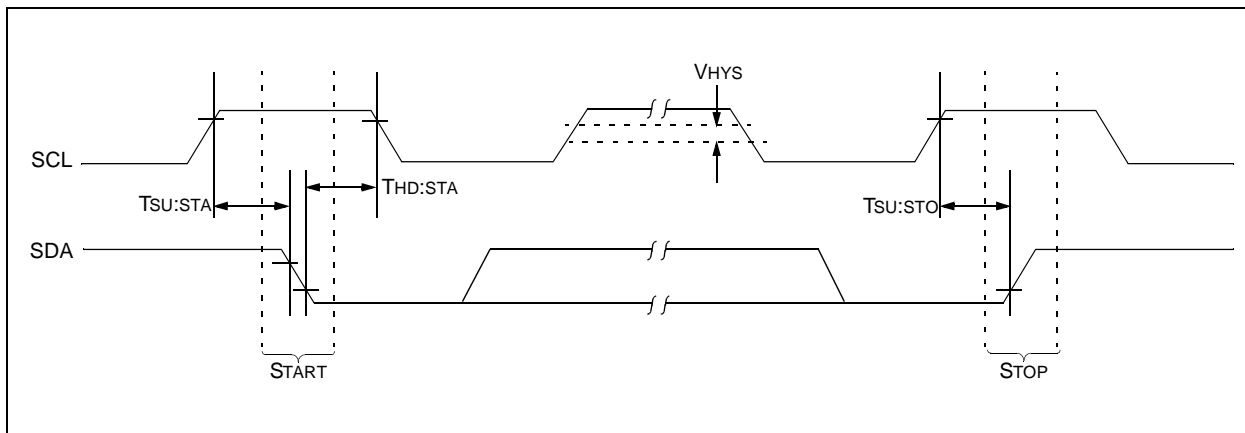 VHYS
SCL
THD:STA
TSU:STA
TSU:STO
SDA
START
STOP